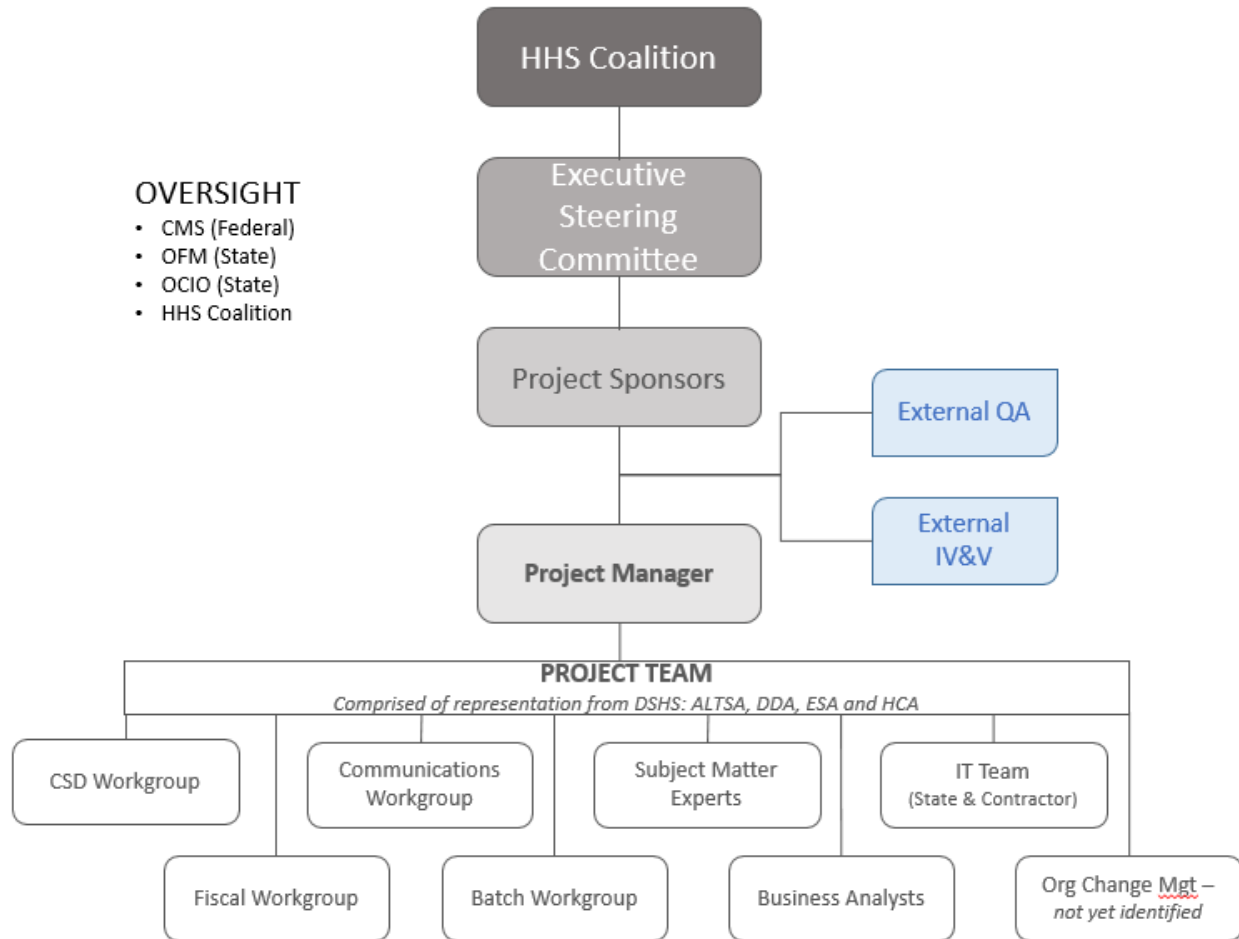 HHS Coalition
OVERSIGHT
• CMS (Federal)
• OFM (State)
• OCIO (State)
• HHS Coalition
Executive
Steering
Committee
Project Sponsors
External QA
External
IV&V
Project Manager
PROJECT TEAM
Comprised of representation from DSHS: ALTSA, DDA, ESA and HCA
CSD Workgroup
Communications
Workgroup
Subject Matter
Experts
IT Team
(State & Contractor)
Fiscal Workgroup
Batch Workgroup
Business Analysts
Org Change Mgt –
not yet identified